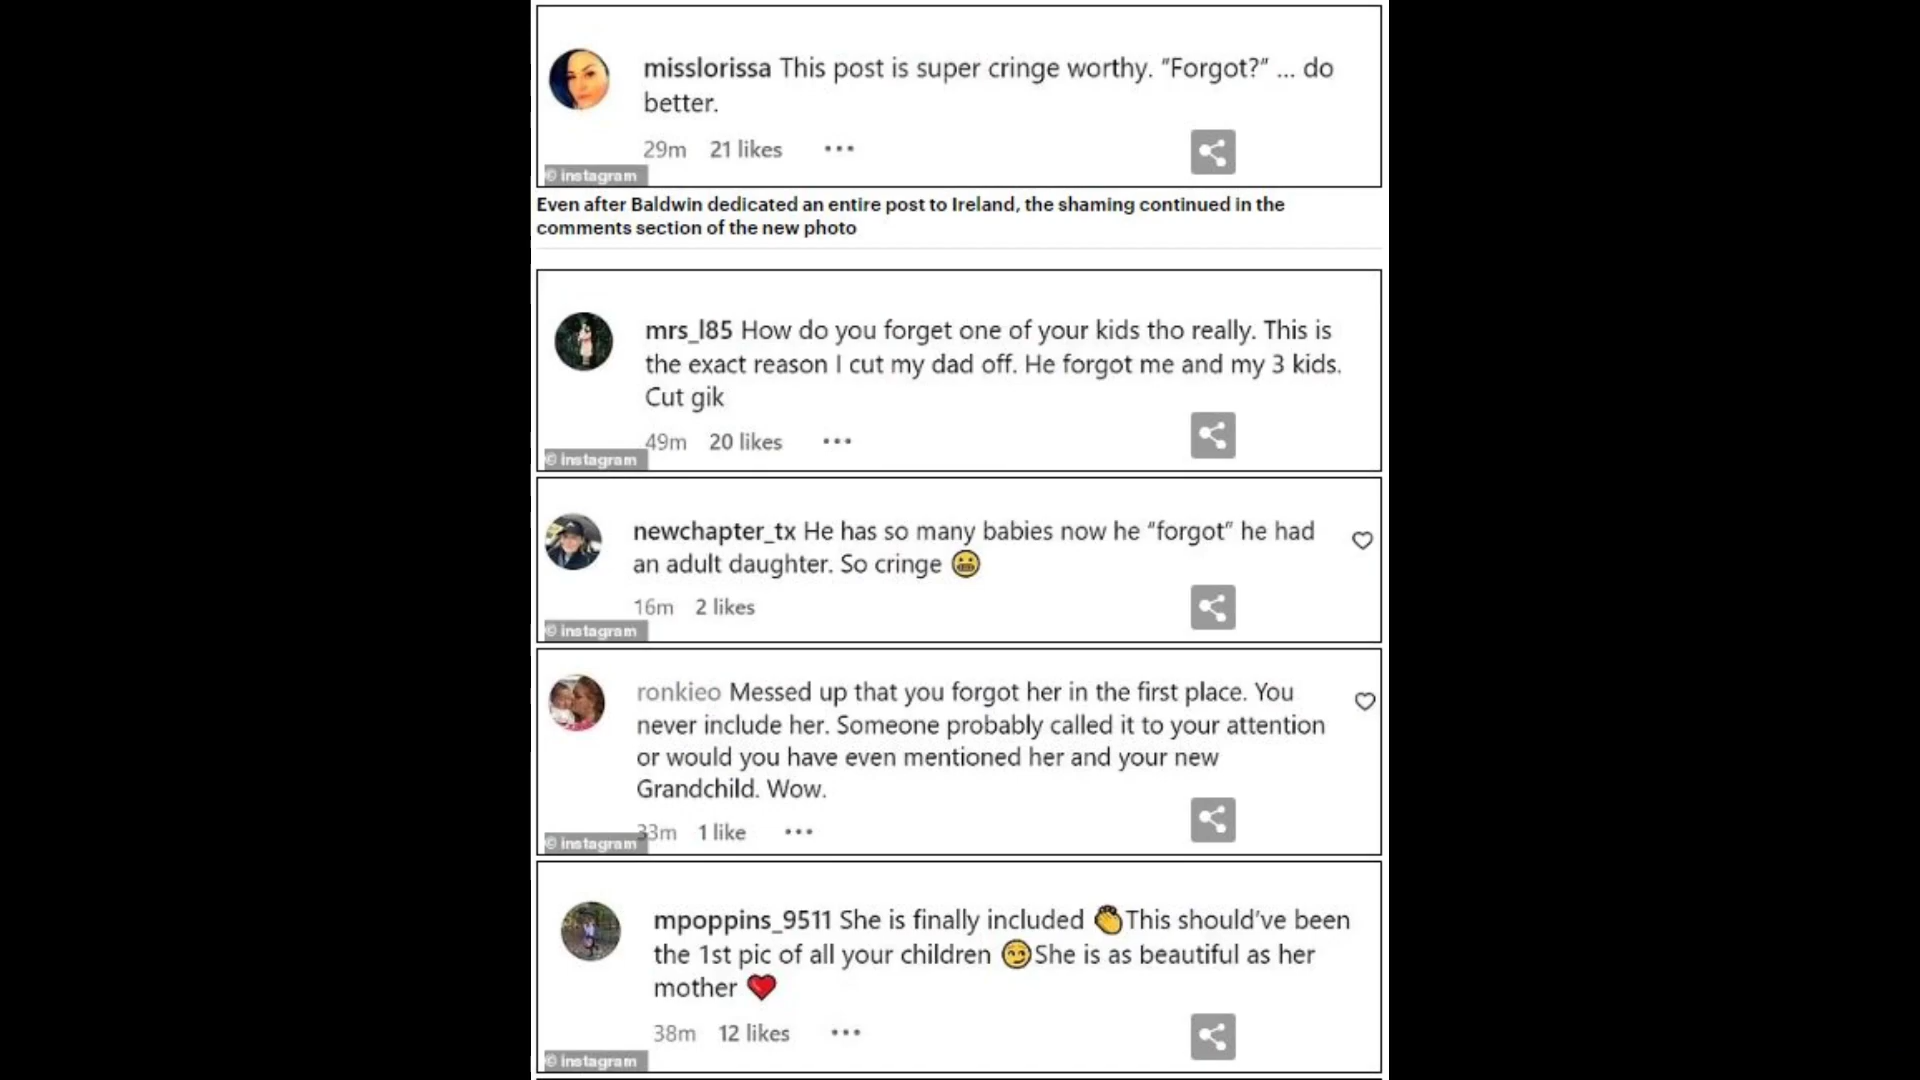 misslorissa This post is super cringe worthy. "Forgot?" ... do
better.
29m 21 likes •••
© instagram
Even after Baldwin dedicated an entire post to Ireland, the shaming continued in the
comments section of the new photo
mrs_l85 How do you forget one of your kids tho really. This is
the exact reason I cut my dad off. He forgot me and my 3 kids.
Cut gik
49m 20 likes •••
© instagram
newchapter_tx He has so many babies now he “forgot” he had
an adult daughter. So cringe 😬
16m 2 likes
© instagram
ronkieo Messed up that you forgot her in the first place. You
never include her. Someone probably called it to your attention
or would you have even mentioned her and your new
Grandchild. Wow.
33m 1 like •••
© instagram
mpoppins_9511 She is finally included 👏This should've been
the 1st pic of all your children 😏She is as beautiful as her
mother ❤️
38m 12 likes •••
© instagram